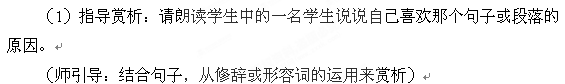 （1）指导赏析：请朗读学生中的一名学生说说自己喜欢那个句子或段落的
原因。↵
（师引导：结合句子，从修辞或形容词的运用来赏析）↵